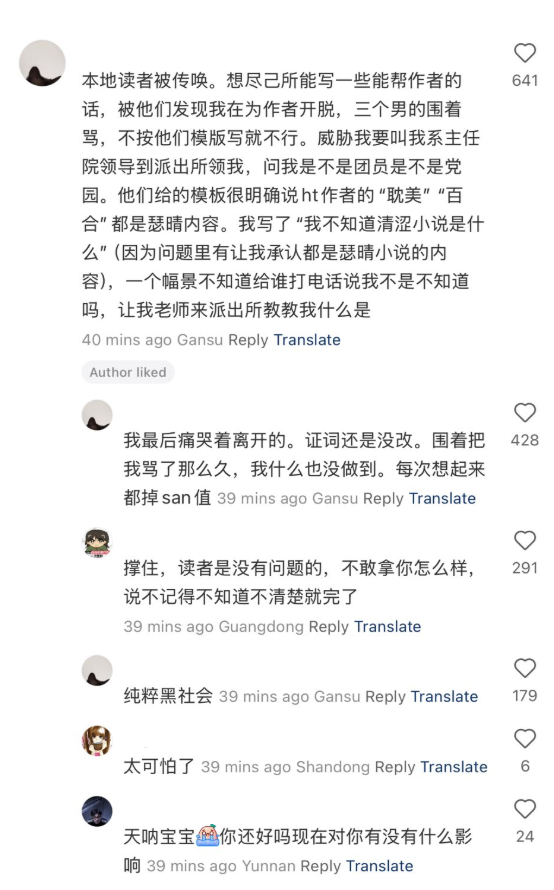 641
本地读者被传唤。想尽己所能写一些能帮作者的
话，被他们发现我在为作者开脱，三个男的围着
骂，不按他们模版写就不行。威胁我要叫我系主任
院领导到派出所领我，问我是不是团员是不是党
园。他们给的模板很明确说ht作者的“耽美”“百
合”都是瑟晴内容。我写了“我不知道清涩小说是什
么”（因为问题里有让我承认都是瑟晴小说的内
容），一个幅景不知道给谁打电话说我不是不知道
吗，让我老师来派出所教教我什么是
40 mins ago Gansu Reply Translate
Author liked
我最后痛哭着离开的。证词还是没改。围着把
428
我骂了那么久，我什么也没做到。每次想起来
都掉san值 39 mins ago Gansu Reply Translate
撑住，读者是没有问题的，不敢拿你怎么样，
291
说不记得不知道不清楚就完了
39 mins ago Guangdong Reply Translate
纯粹黑社会 39 mins ago Gansu Reply Translate
179
太可怕了 39 mins ago Shandong Reply Translate
6
天呐宝宝你还好吗现在对你有没有什么影
24
响 39 mins ago Yunnan Reply Translate